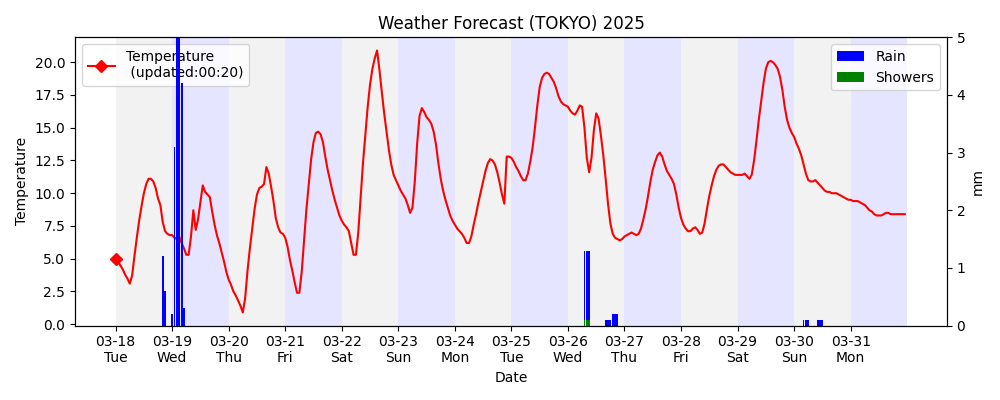 Weather Forecast (TOKYO) 2025
Temperature
(updated:00:20)
Rain
Showers
Temperature
20.0
17.5
15.0
12.5
10.0
7.5
5.0
2.5
0.0
5
4
3
2
1
0
mm
03-18 03-19 03-20 03-21 03-22 03-23 03-24 03-25 03-26 03-27 03-28 03-29 03-30 03-31
Tue Wed Thu Fri Sat Sun Mon Tue Wed Thu Fri Sat Sun Mon
Date